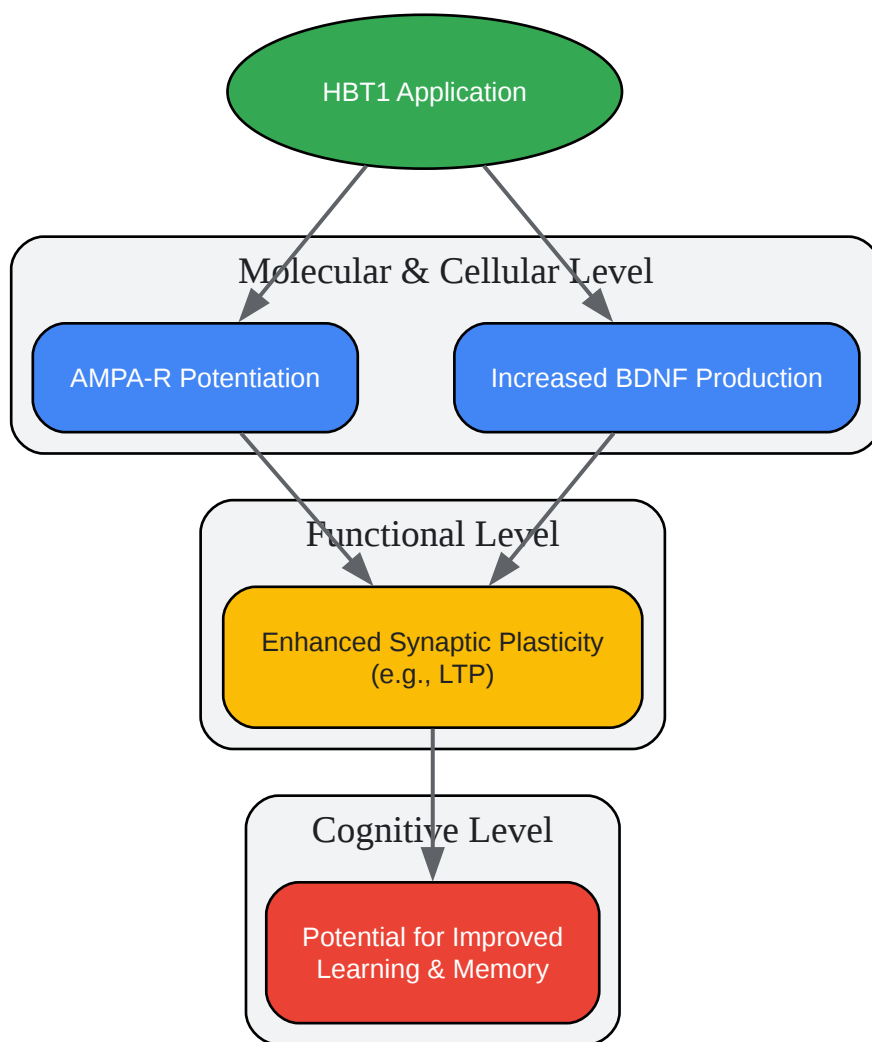 HBT1 Application
Molecular & Cellular Level
AMPA-R Potentiation
Increased BDNF Production
Functional Level
Enhanced Synaptic Plasticity
(e.g., LTP)
Cognitive Level
Potential for Improved
Learning & Memory